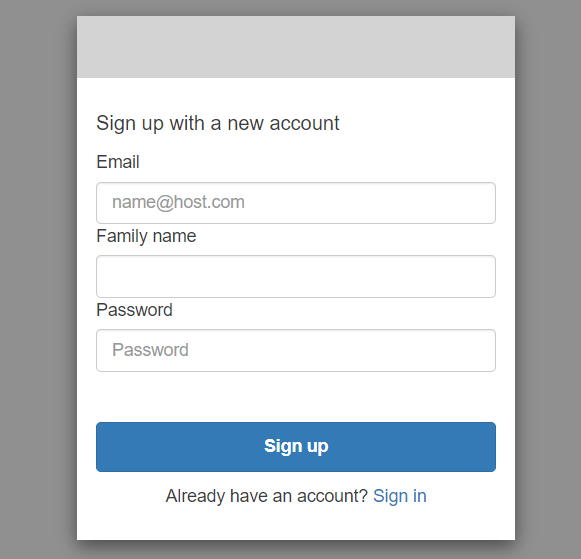 Sign up with a new account
Email
name@host.com
Family name
Password
Password
Sign up
Already have an account? Sign in